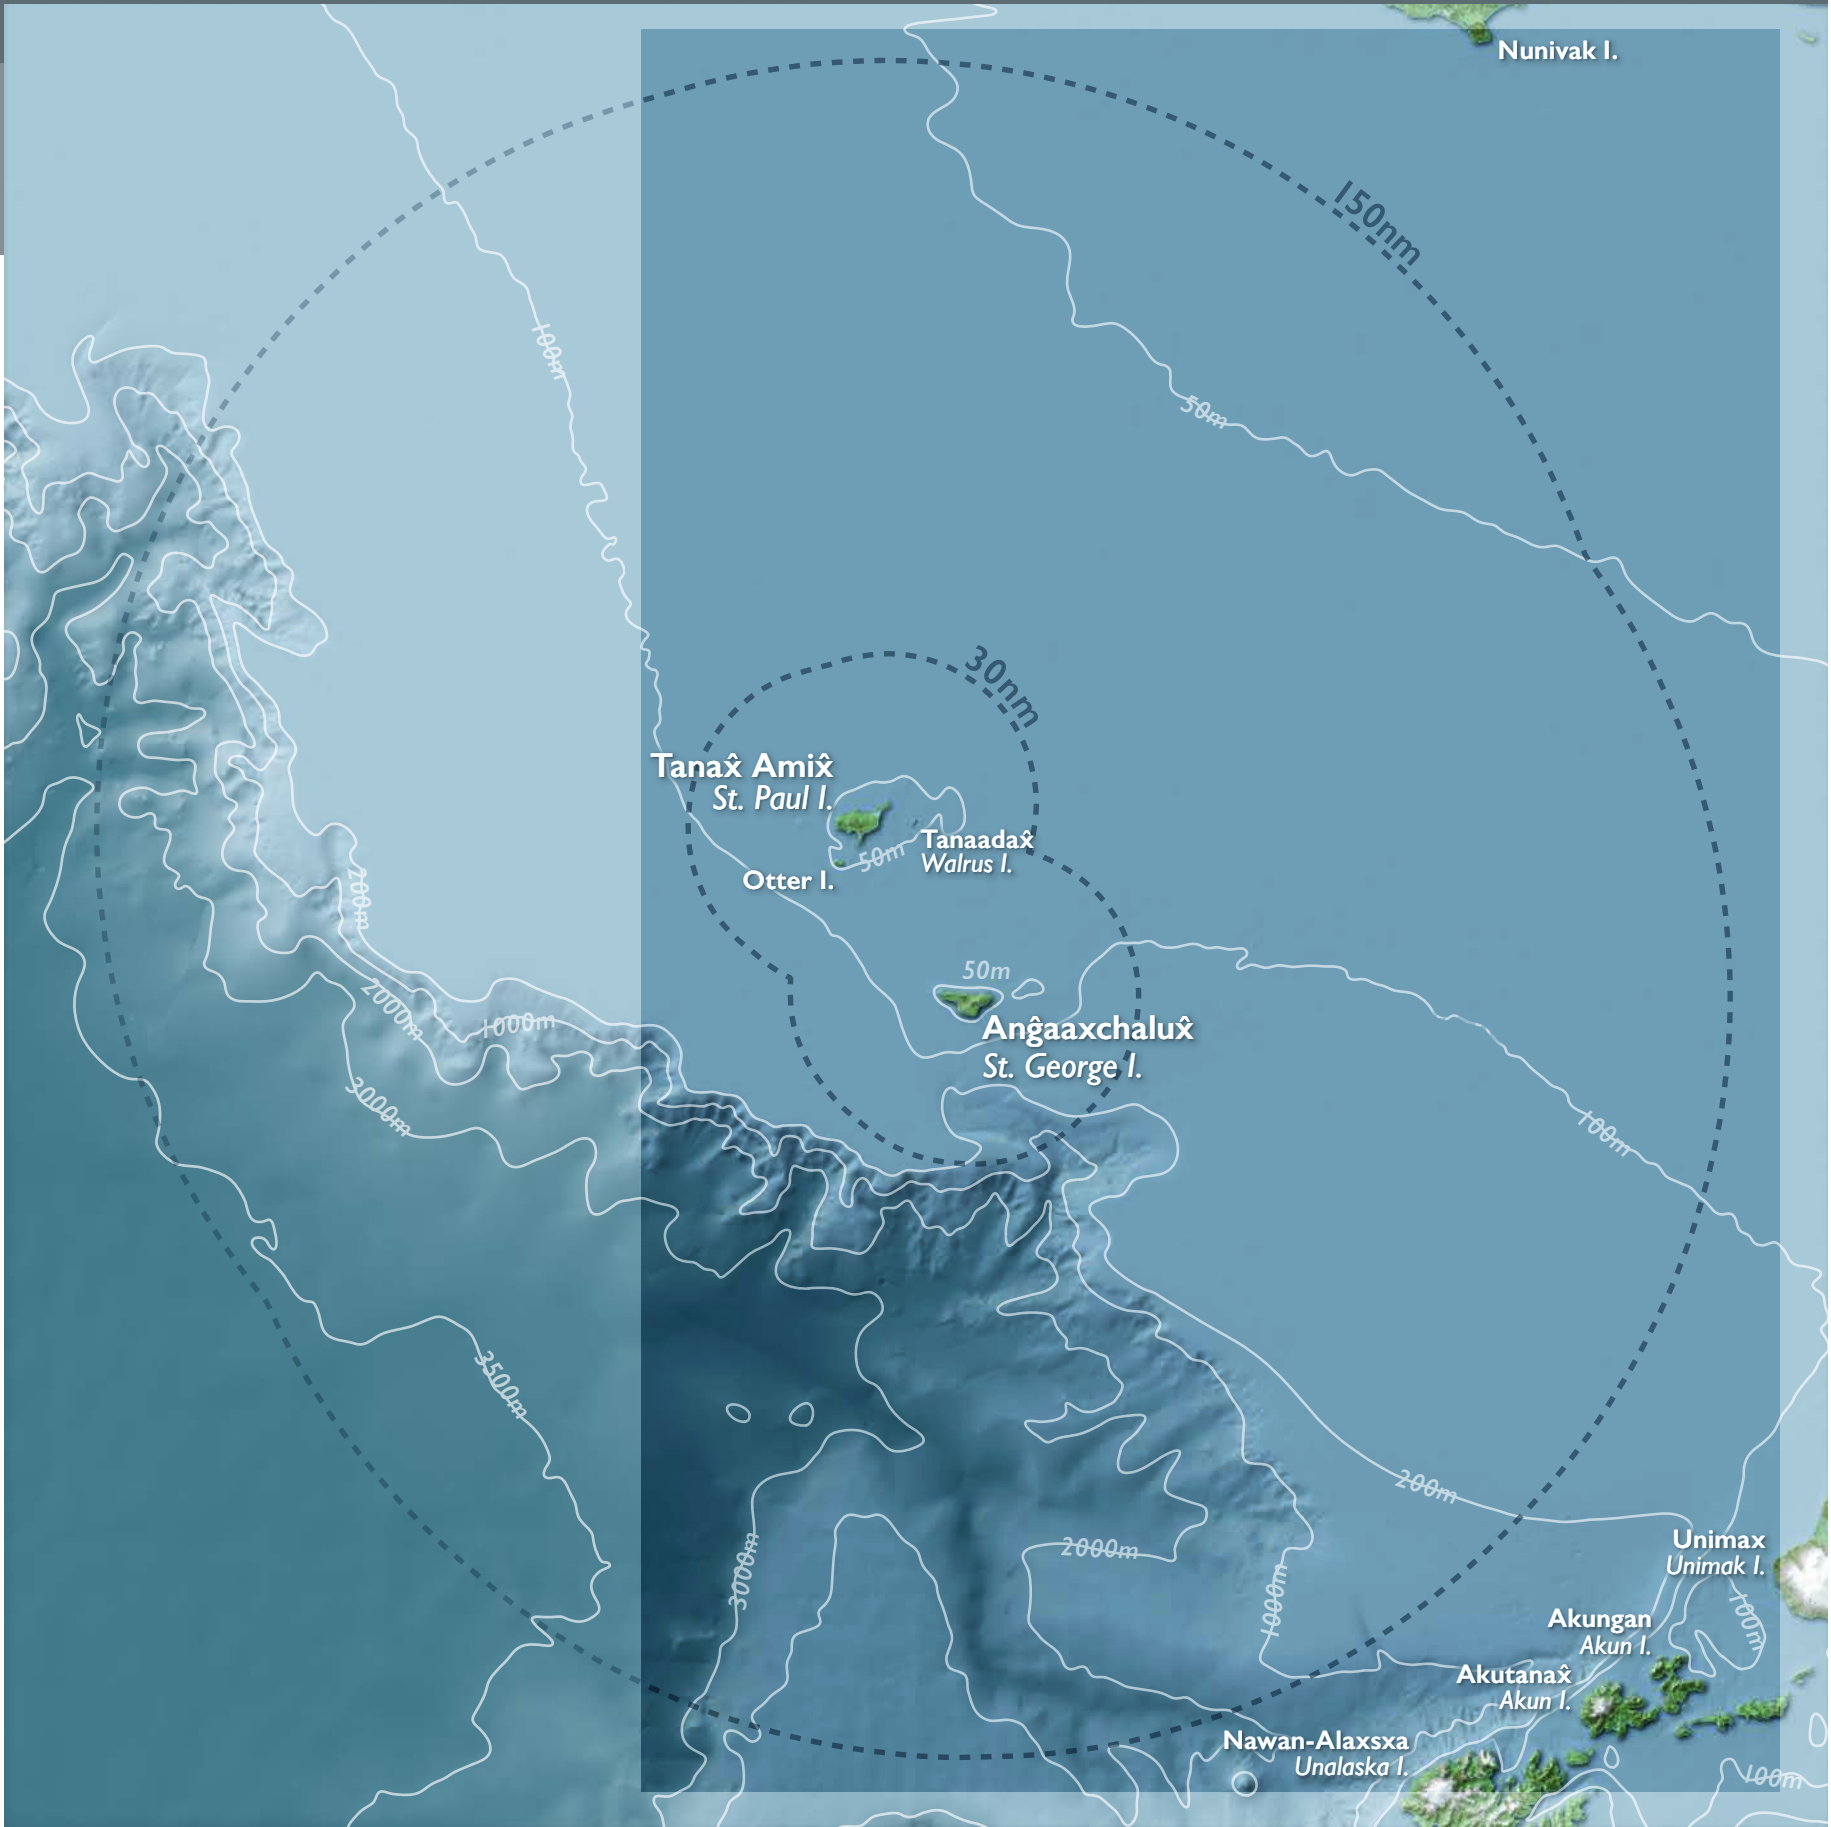 Nunivak I.
150nm
100m
50m
30nm
Tanax̂ Amix̂
St. Paul I.
Tanaadax̂
Walrus I.
50m
Otter I.
200m
50m
2000m
1000m
Anĝaaxchalux̂
St. George I.
3000m
100m
3500m
200m
2000m
3000m
1000m
Unimax
Unimak I.
100m
Akungan
Akun I.
Akutanax̂
Akun I.
Nawan-Alaxsxa
Unalaska I.
100m